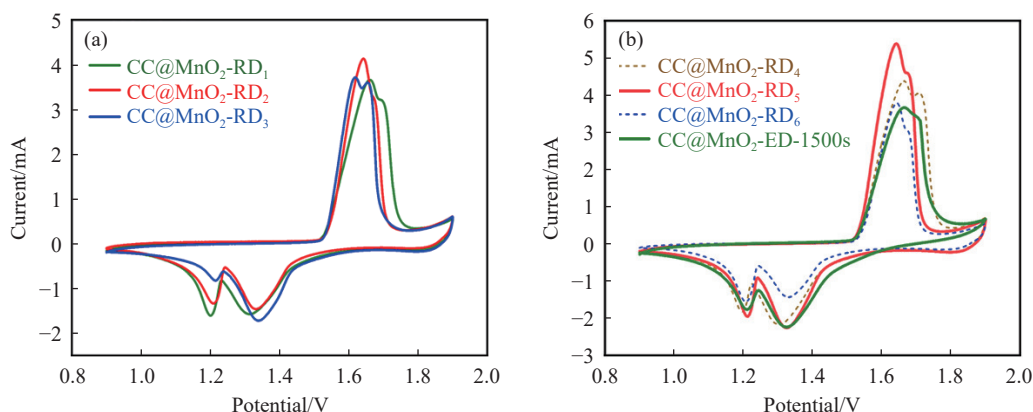 (a)
CC@MnO₂-RD₁
CC@MnO₂-RD₂
CC@MnO₂-RD₃
Current/mA
5
4
3
2
1
0
−1
−2
0.8 1.0 1.2 1.4 1.6 1.8 2.0
Potential/V
(b)
CC@MnO₂-RD₄
CC@MnO₂-RD₅
CC@MnO₂-RD₆
CC@MnO₂-ED-1500s
Current/mA
6
5
4
3
2
1
0
−1
−2
−3
0.8 1.0 1.2 1.4 1.6 1.8 2.0
Potential/V